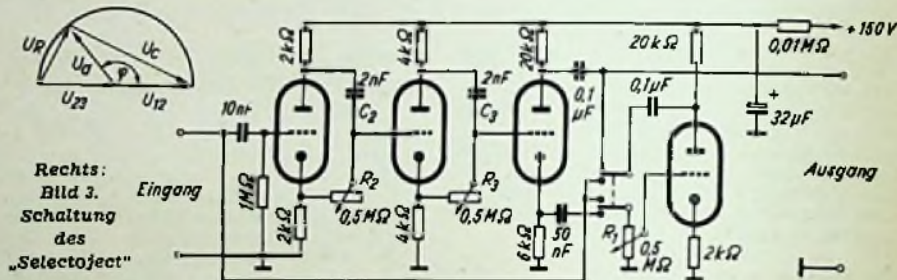 U_R
U_c
U_a
φ
U_23
U_12
Rechts:
Bild 3.
Schaltung
des
„Selectoject"
Eingang
10nF
1MΩ
2kΩ
2kΩ
2nF
C_2
R_2
0,5MΩ
4kΩ
4kΩ
2nF
C_3
R_3
0,5MΩ
20kΩ
0,1
µF
6kΩ
50
nF
R_1
0,5
MΩ
0,1µF
20kΩ
2kΩ
0,01MΩ
+150V
+
32µF
Ausgang